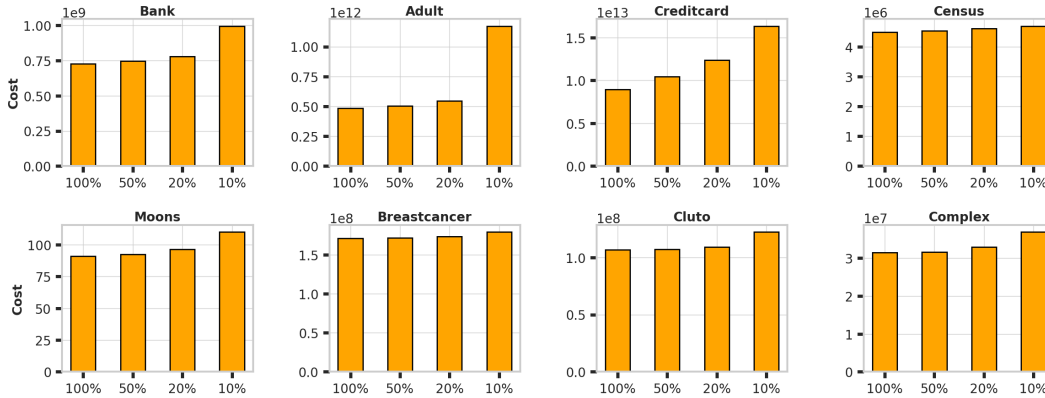 Bank
1e9
Cost
1.00
0.75
0.50
0.25
0.00
100% 50% 20% 10%
Adult
1e12
1.00
0.75
0.50
0.25
0.00
100% 50% 20% 10%
Creditcard
1e13
1.5
1.0
0.5
0.0
100% 50% 20% 10%
Census
1e6
4
3
2
1
0
100% 50% 20% 10%
Moons
Cost
100
75
50
25
0
100% 50% 20% 10%
Breastcancer
1e8
1.5
1.0
0.5
0.0
100% 50% 20% 10%
Cluto
1e8
1.0
0.5
0.0
100% 50% 20% 10%
Complex
1e7
3
2
1
0
100% 50% 20% 10%